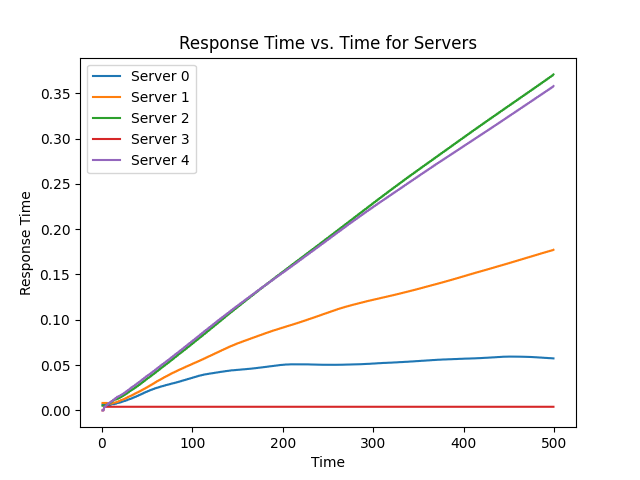 Response Time vs. Time for Servers
Server 0
Server 1
Server 2
Server 3
Server 4
Response Time
0.35
0.30
0.25
0.20
0.15
0.10
0.05
0.00
0
100
200
300
400
500
Time